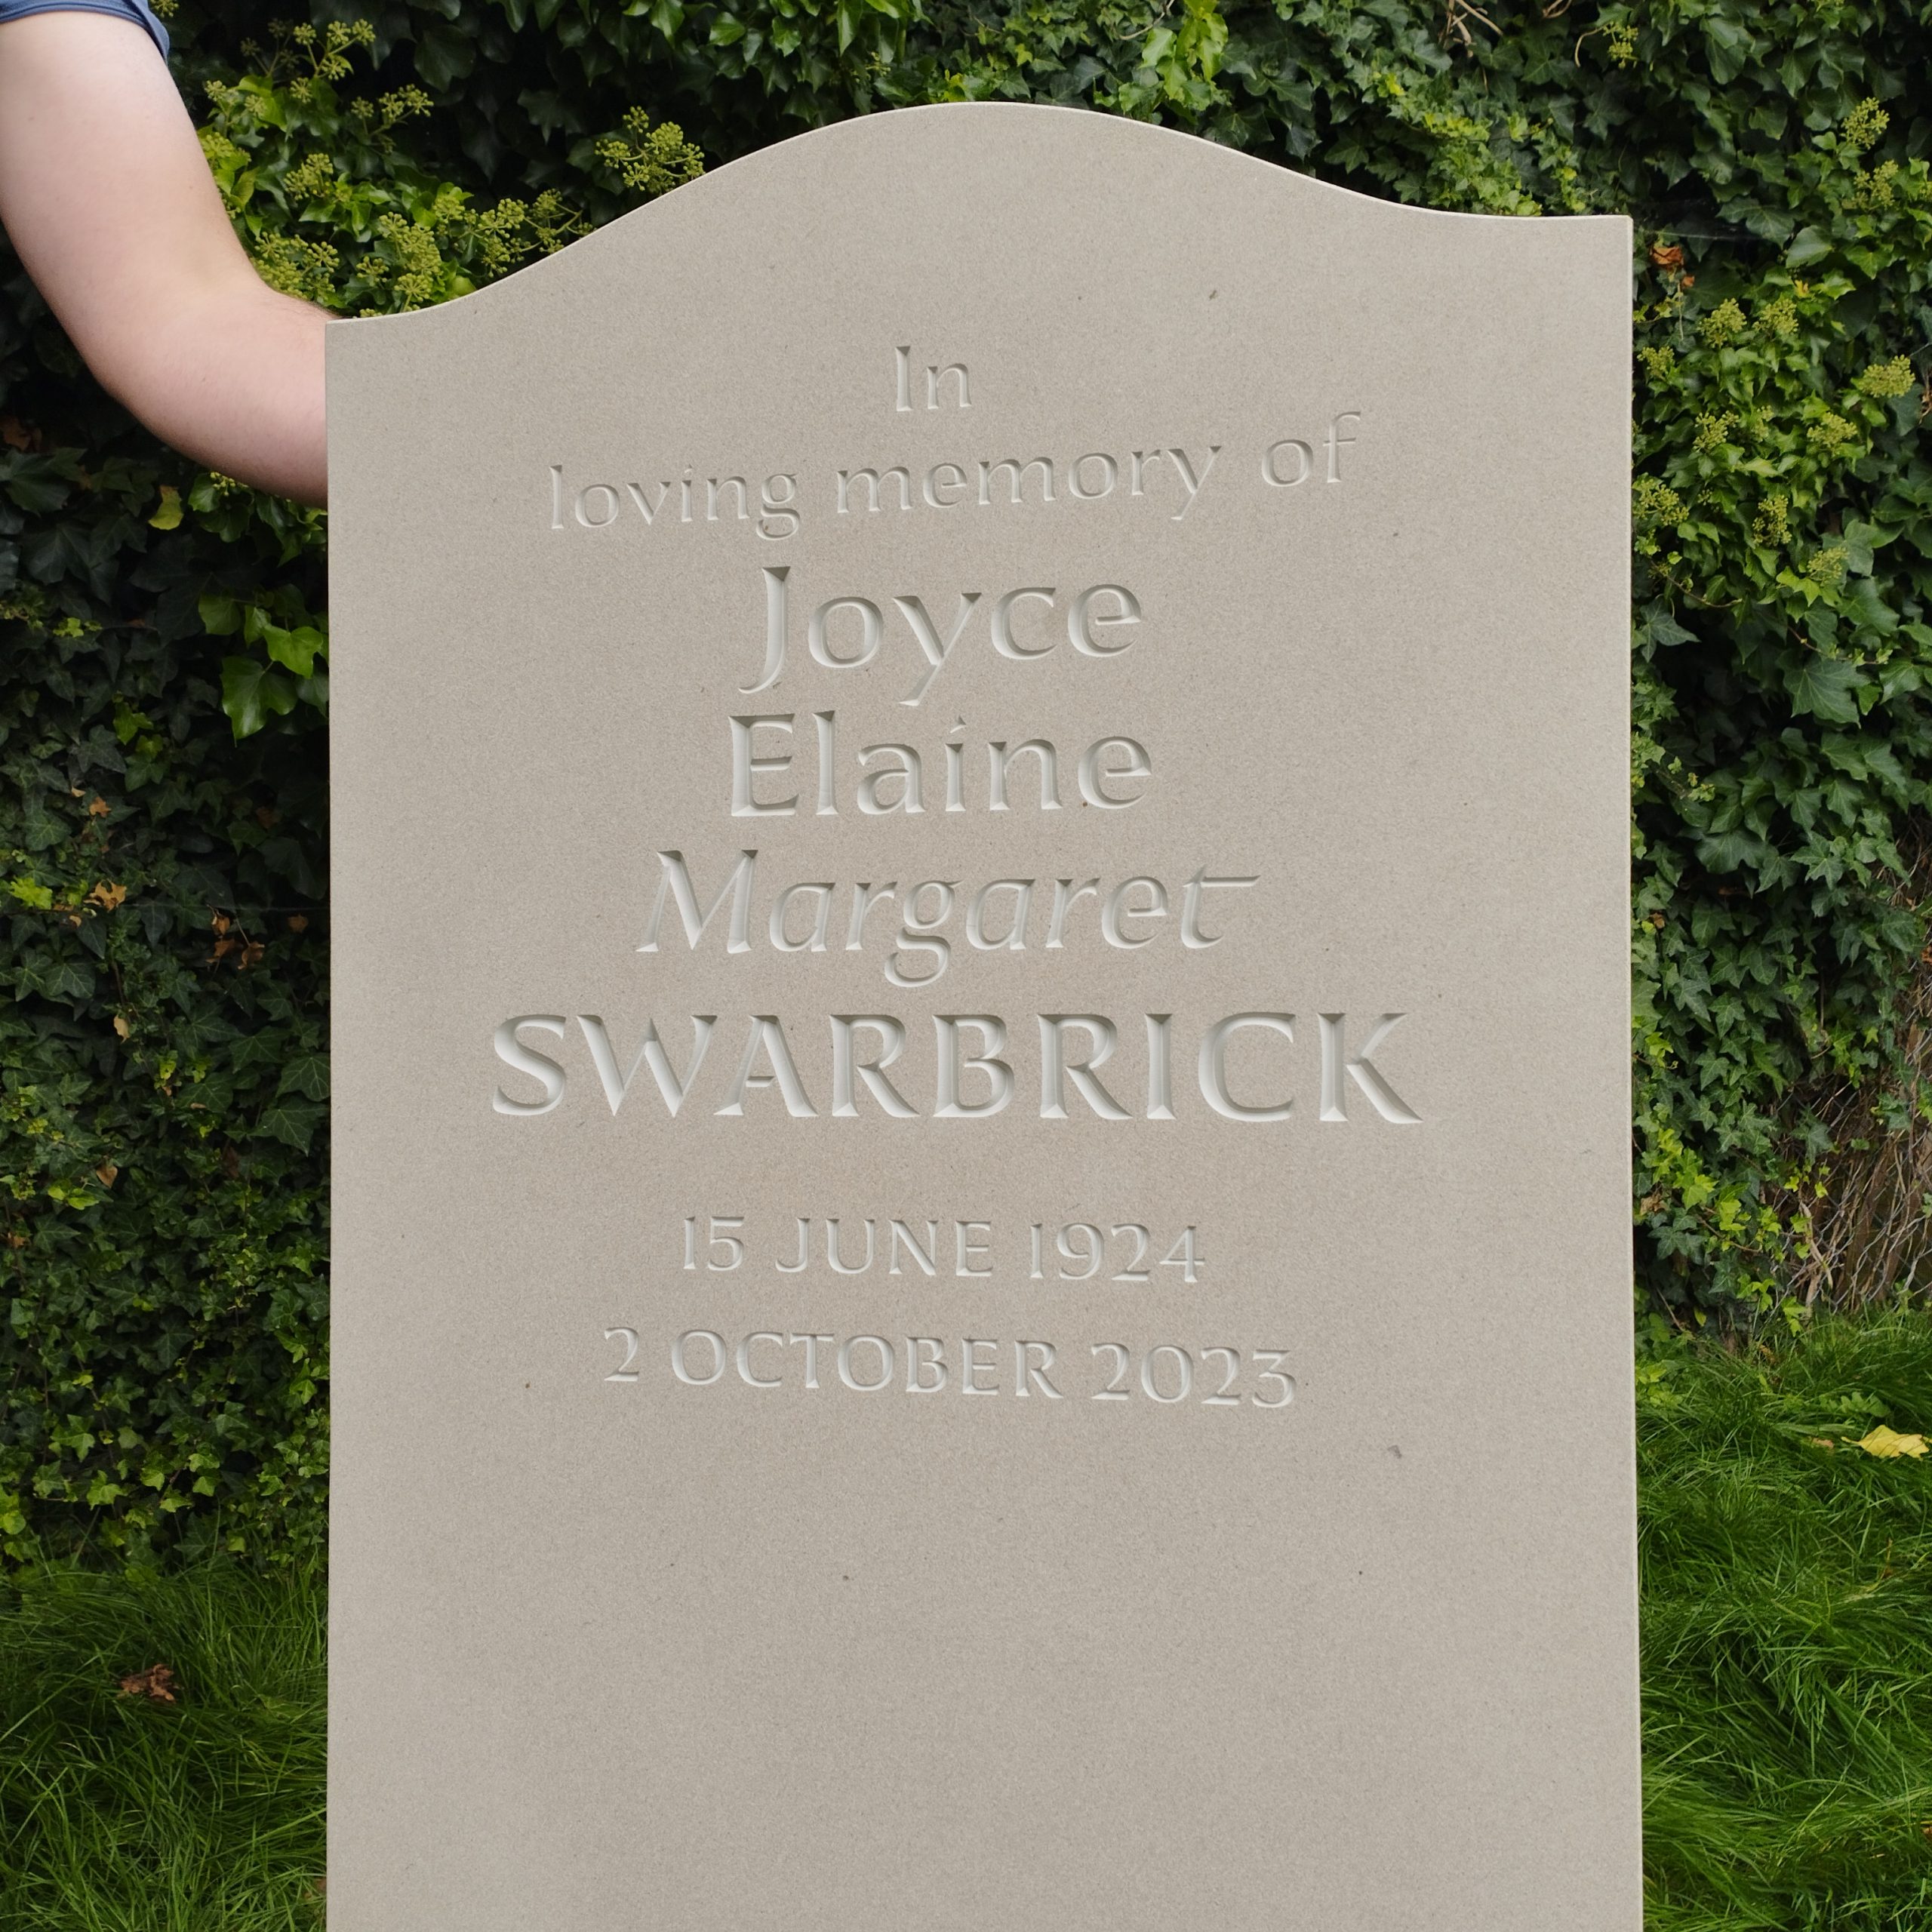 In
loving memory of
Joyce
Elaine
Margaret
SWARBRICK
15 JUNE 1924
2 OCTOBER 2023